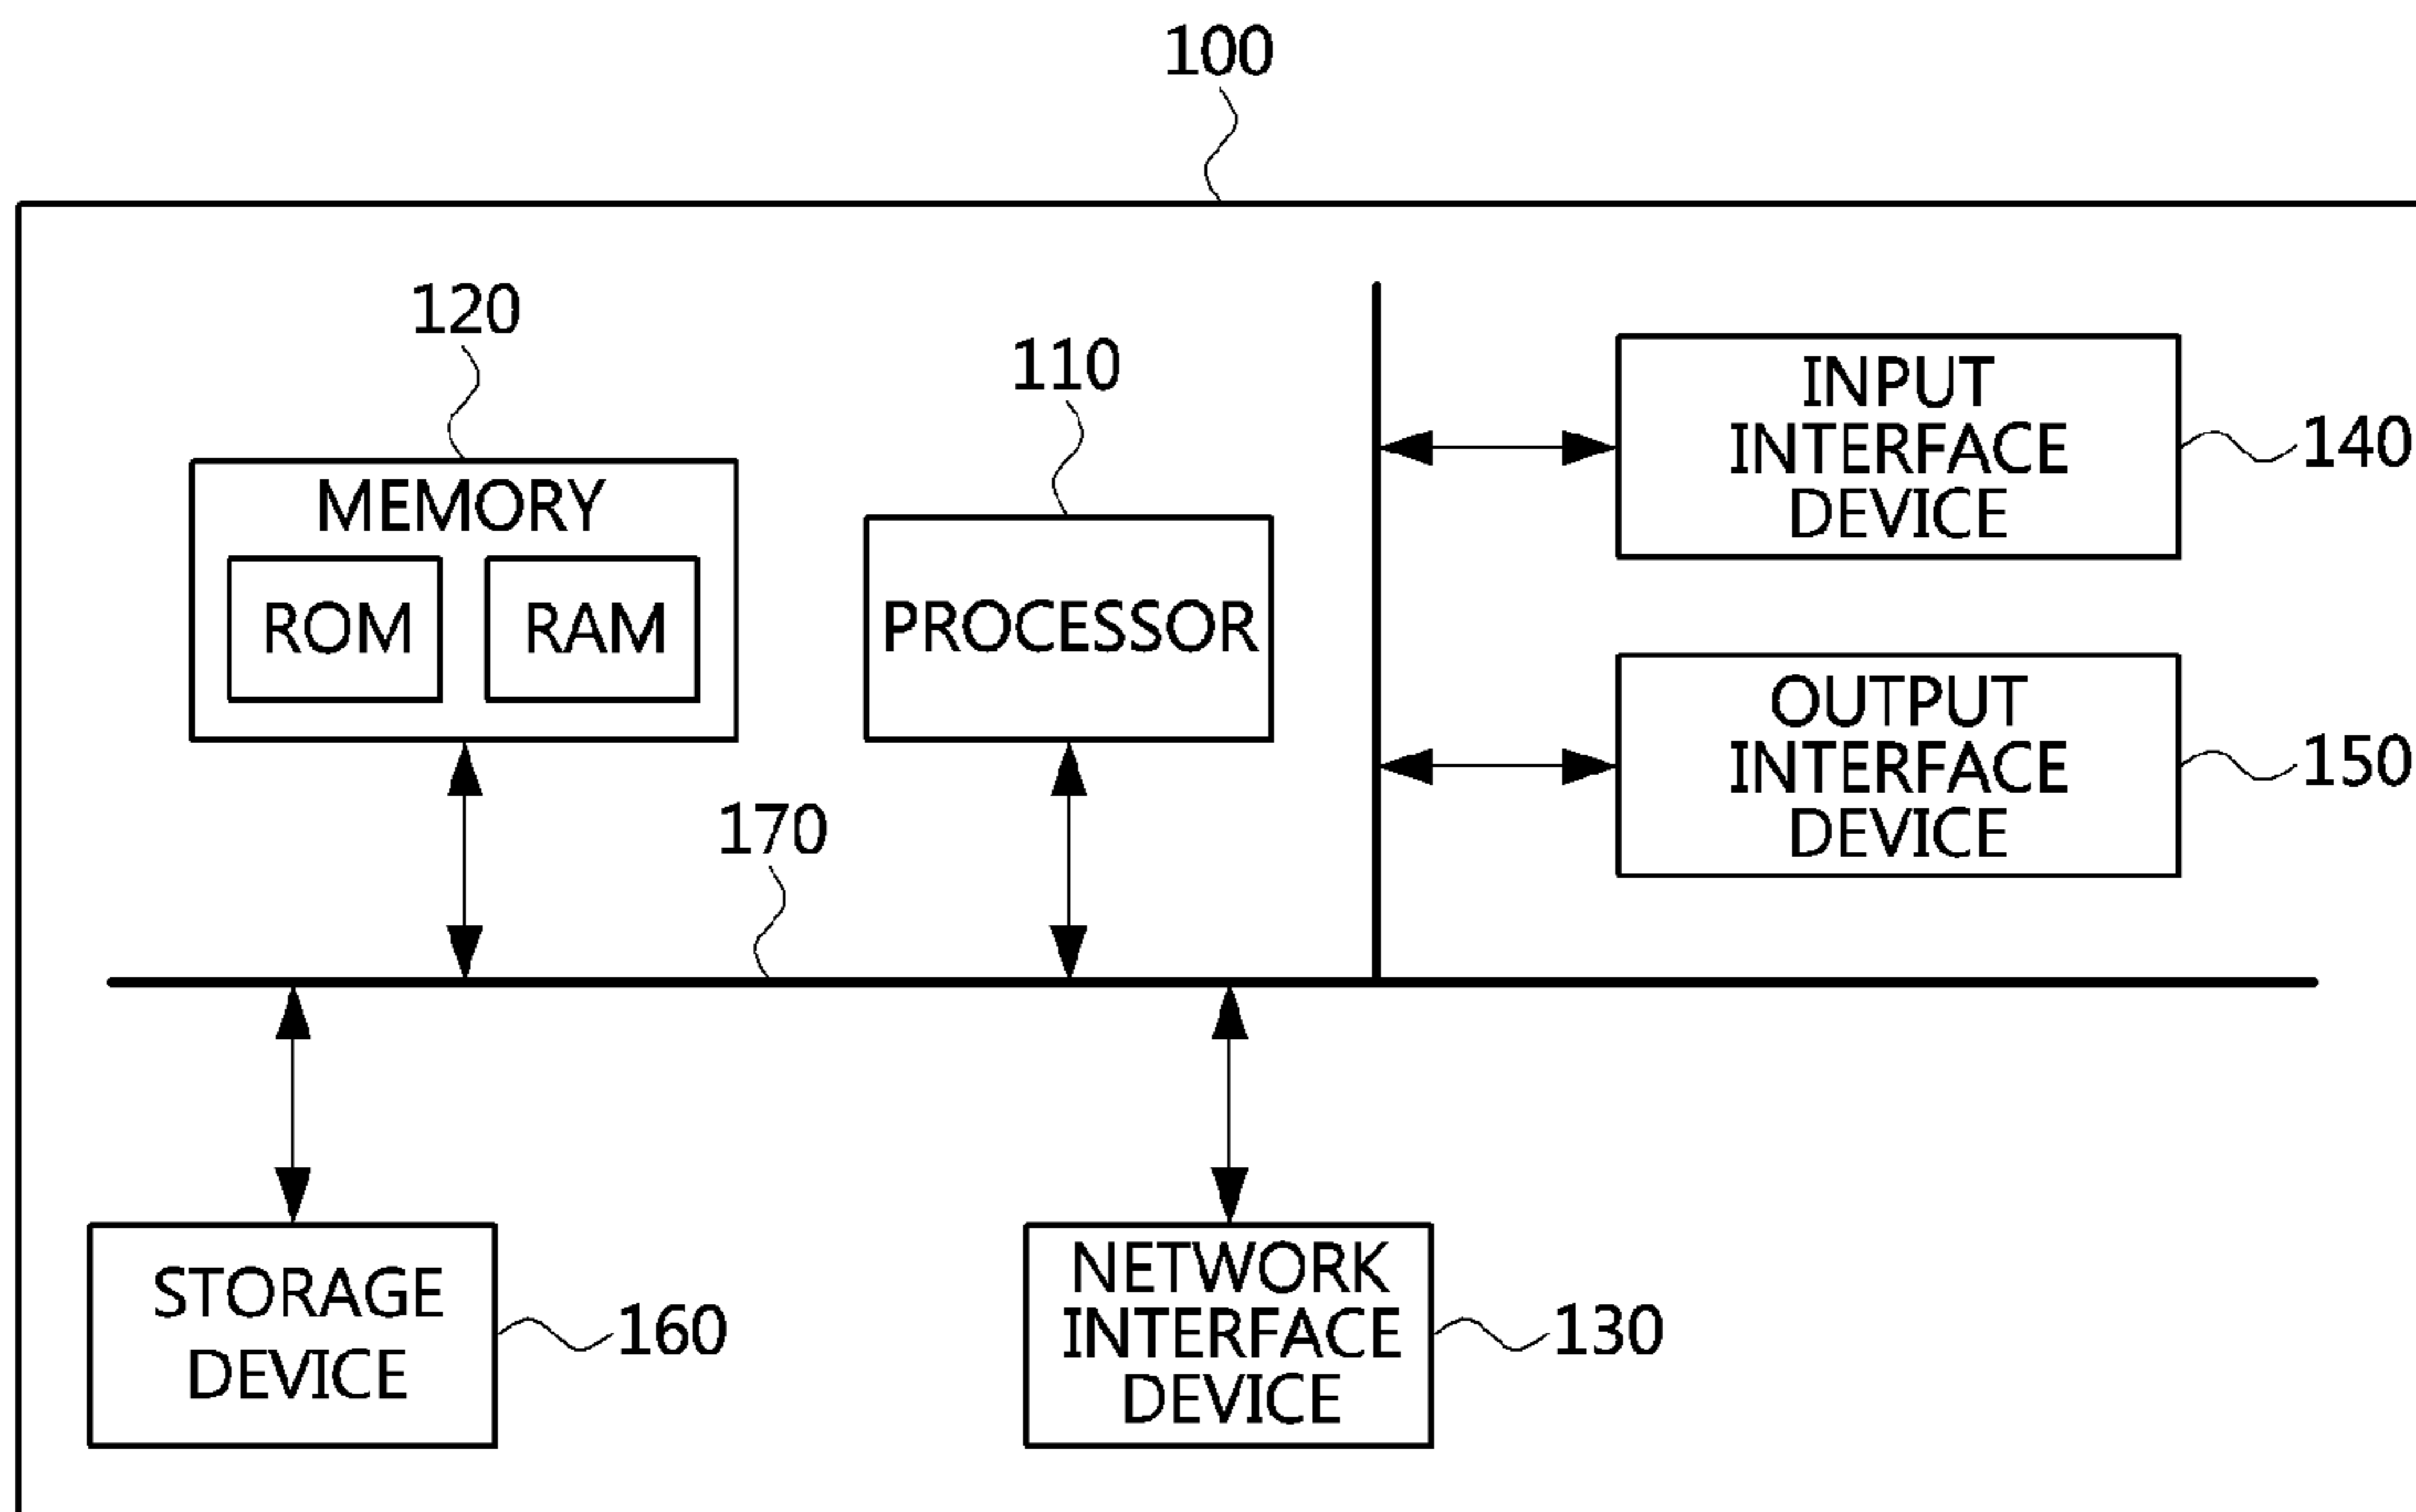 100
120
110
MEMORY
ROM
RAM
PROCESSOR
INPUT
INTERFACE
DEVICE
140
OUTPUT
INTERFACE
DEVICE
150
170
STORAGE
DEVICE
160
NETWORK
INTERFACE
DEVICE
130